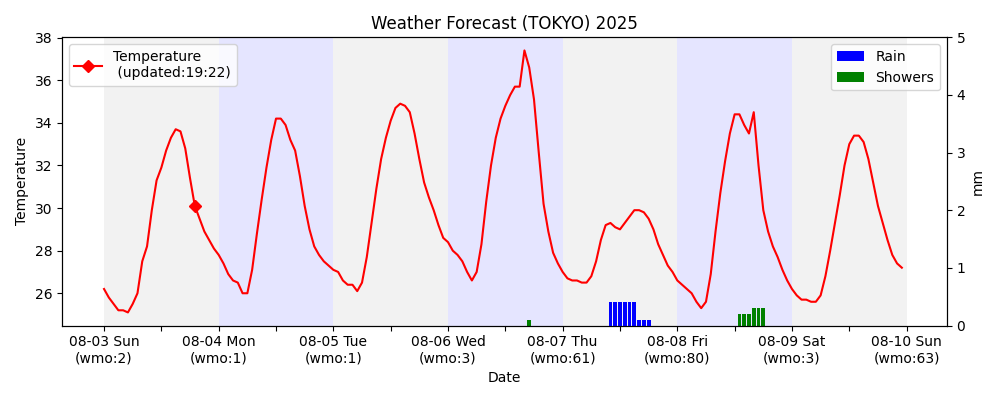 Weather Forecast (TOKYO) 2025
Temperature
(updated:19:22)
Rain
Showers
38
36
34
32
30
28
26
Temperature
5
4
3
2
1
0
mm
08-03 Sun
(wmo:2)
08-04 Mon
(wmo:1)
08-05 Tue
(wmo:1)
08-06 Wed
(wmo:3)
08-07 Thu
(wmo:61)
08-08 Fri
(wmo:80)
08-09 Sat
(wmo:3)
08-10 Sun
(wmo:63)
Date